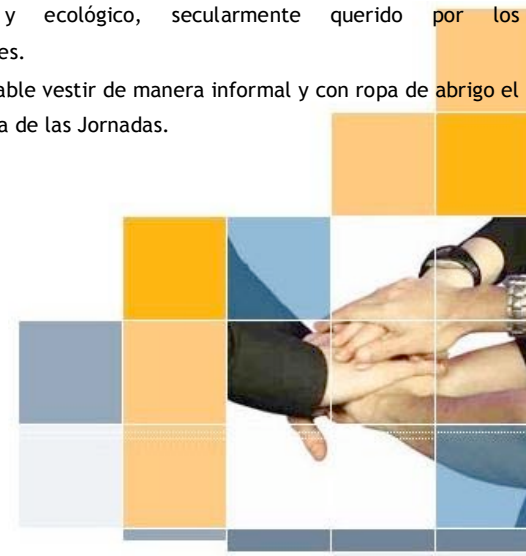 y ecológico, secularmente querido por los
es.
able vestir de manera informal y con ropa de abrigo el
a de las Jornadas.